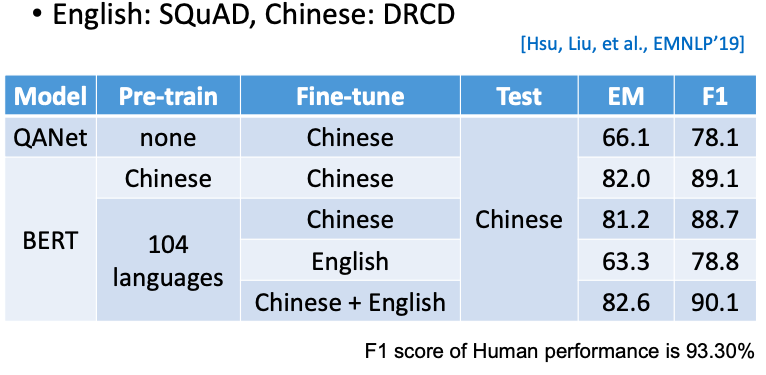 • English: SQuAD, Chinese: DRCD
[Hsu, Liu, et al., EMNLP’19]
Model Pre-train Fine-tune Test EM F1
QANet none Chinese 66.1 78.1
Chinese Chinese 82.0 89.1
BERT
104
languages
Chinese 81.2 88.7
Chinese
English 63.3 78.8
Chinese + English 82.6 90.1
F1 score of Human performance is 93.30%